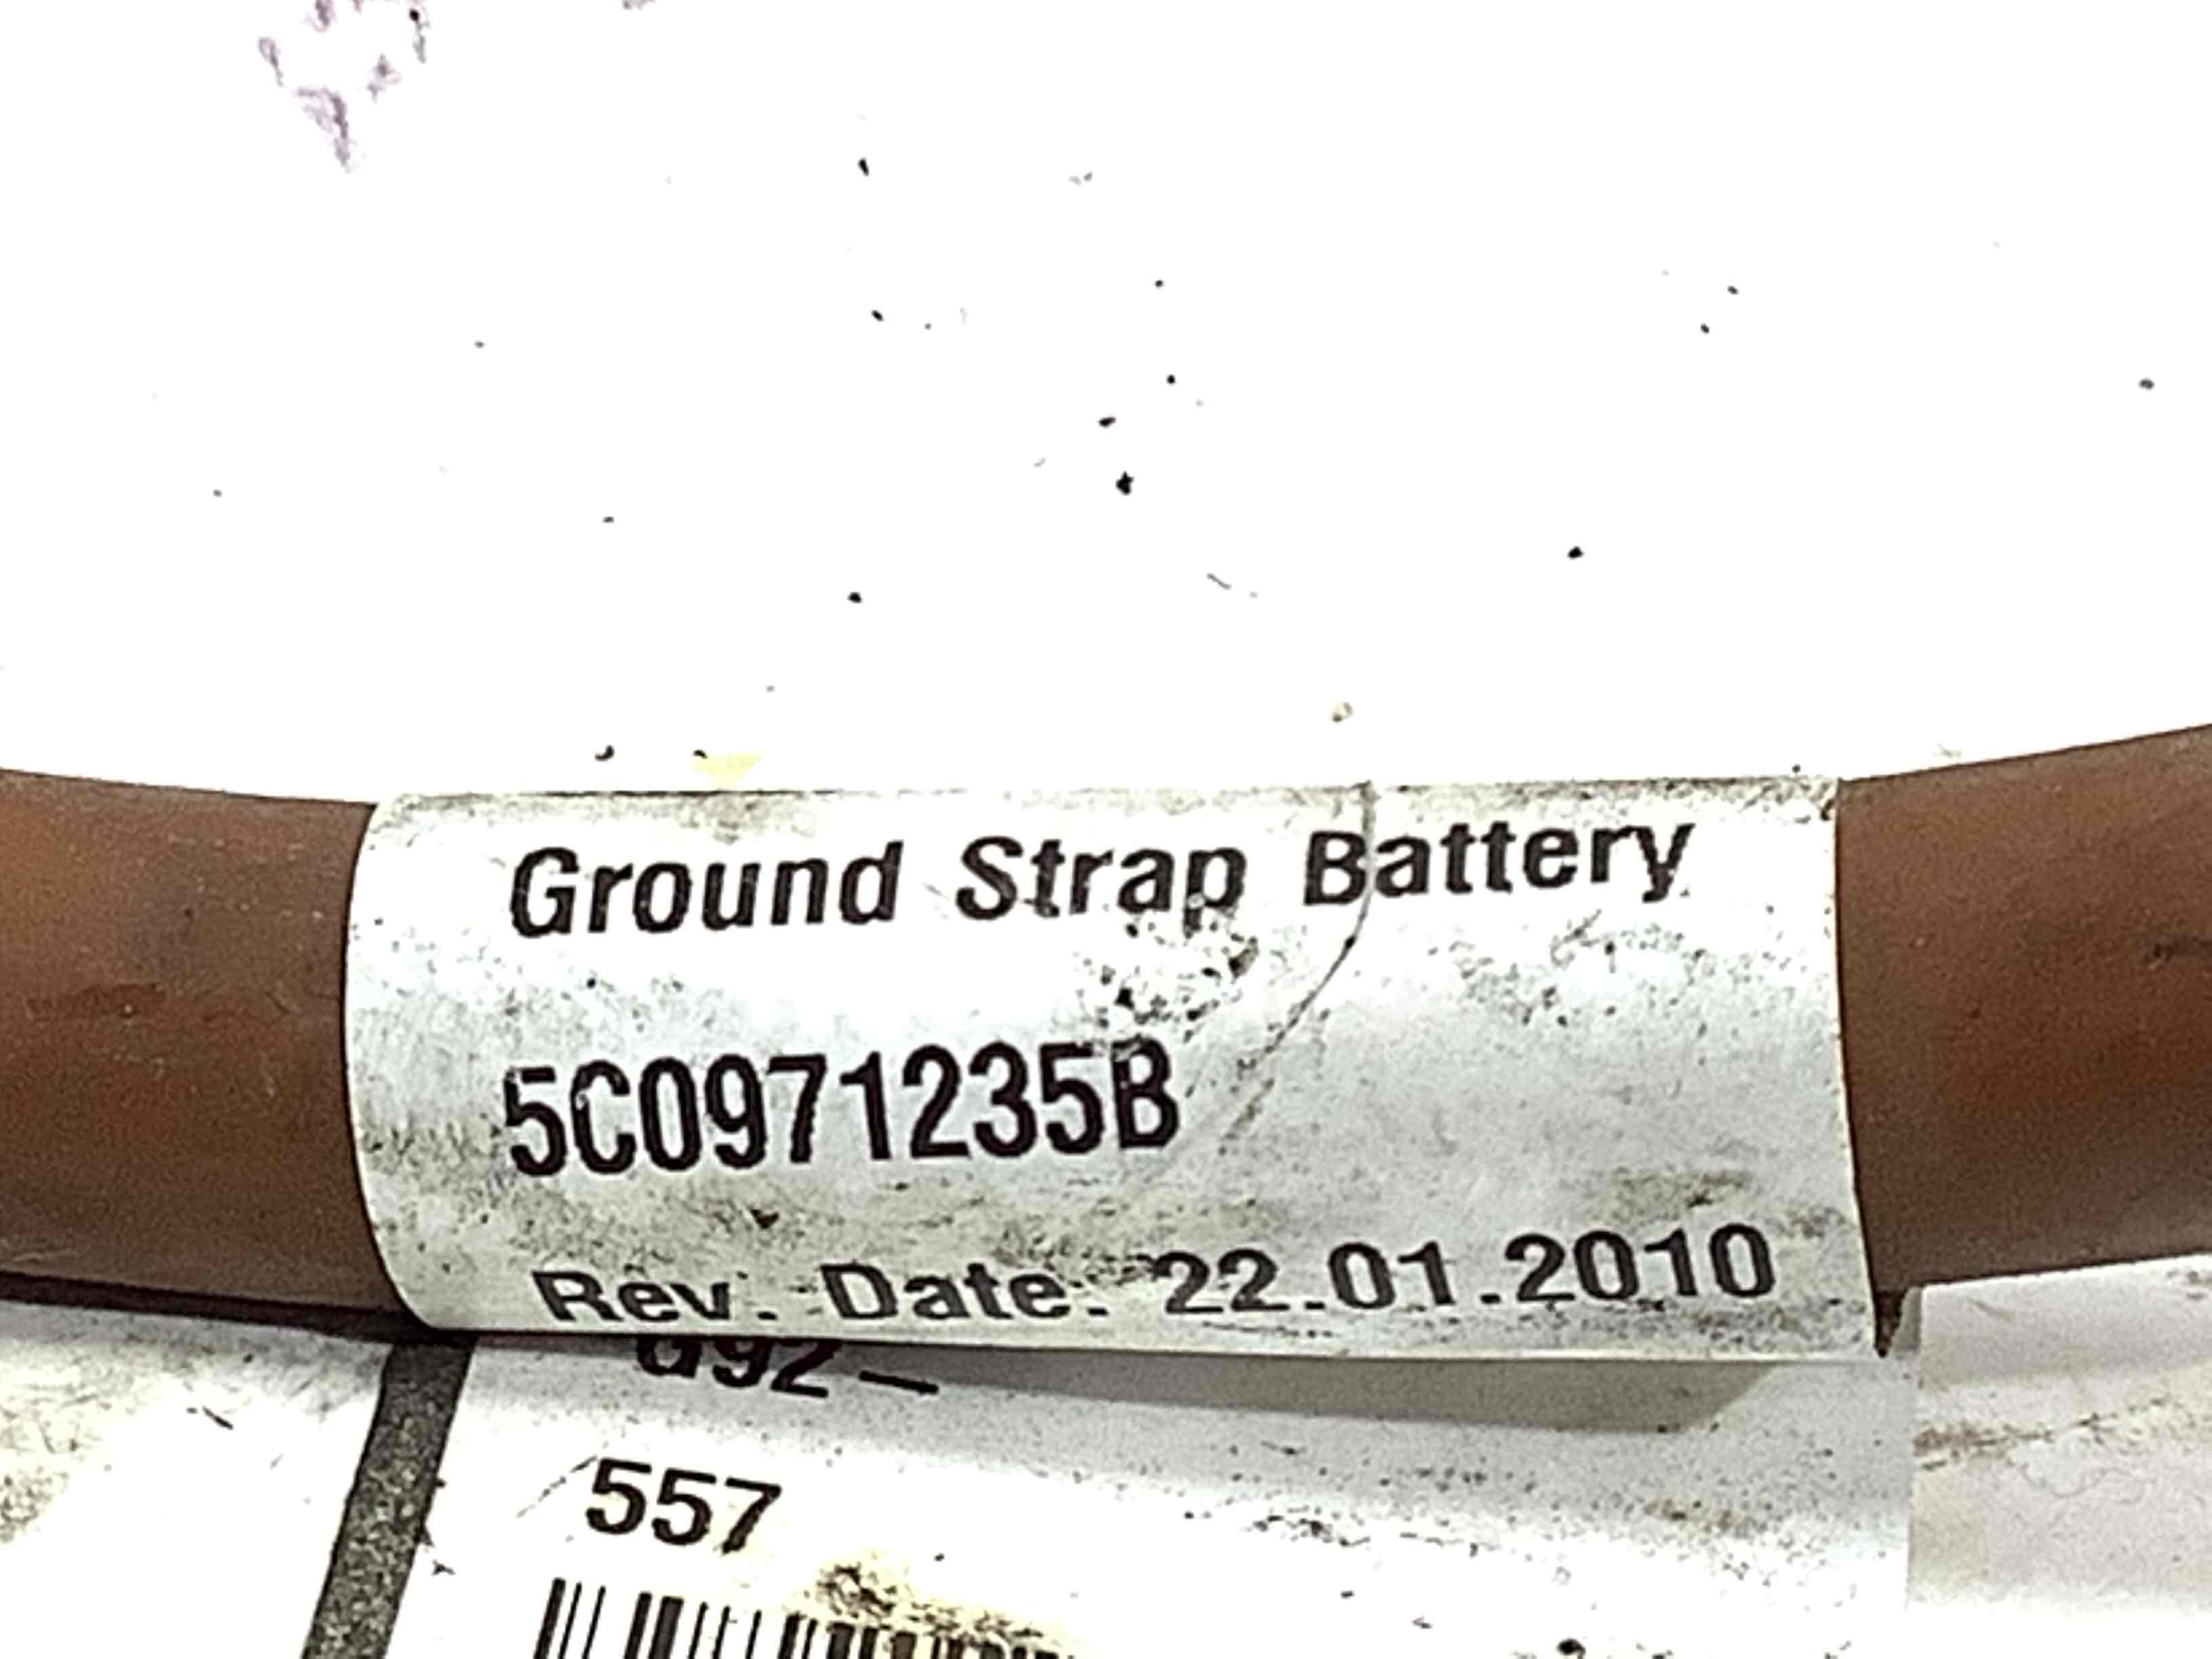 Ground Strap Battery
5C0971235B
Rev. Date: 22.01.2010
557